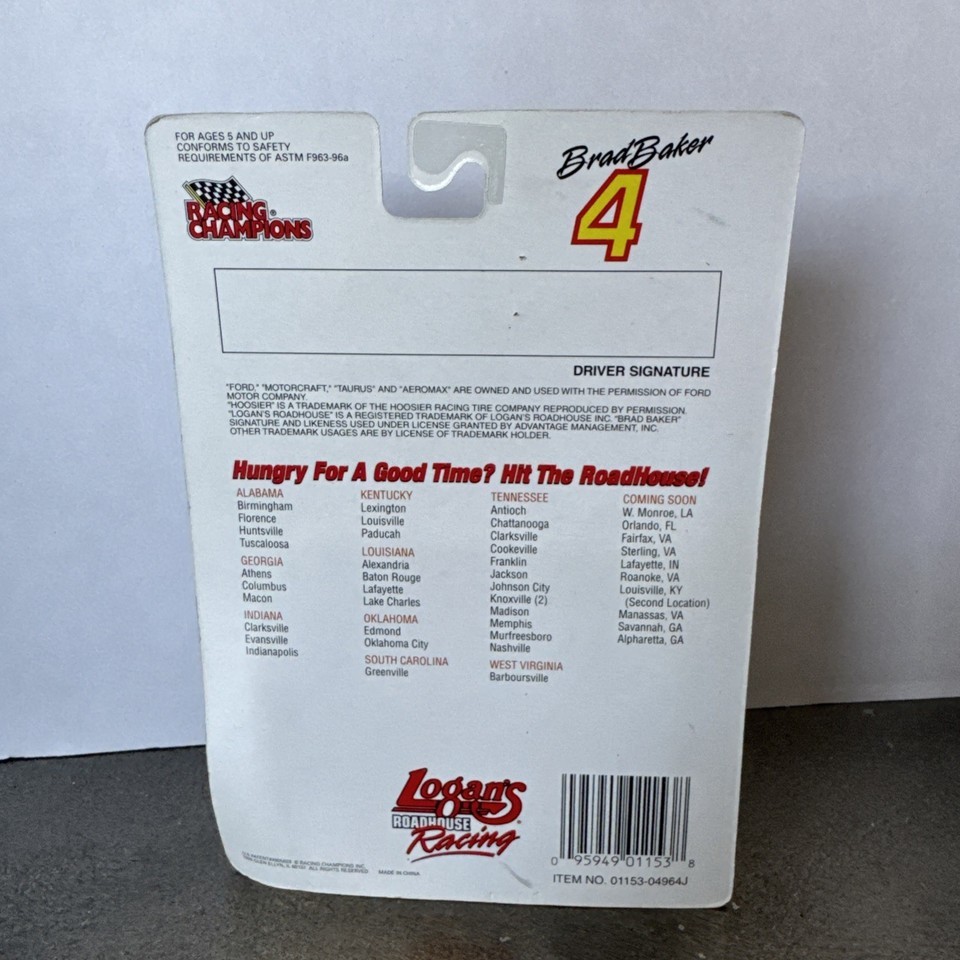 FOR AGES 5 AND UP
CONFORMS TO SAFETY
REQUIREMENTS OF ASTM F963-96a
RACING
CHAMPIONS
Brad Baker
4
DRIVER SIGNATURE
"FORD," "MOTORCRAFT," "TAURUS" AND "AEROMAX" ARE OWNED AND USED WITH THE PERMISSION OF FORD
MOTOR COMPANY
"HOOSIER" IS A TRADEMARK OF THE HOOSIER RACING TIRE COMPANY REPRODUCED BY PERMISSION.
"LOGAN'S ROADHOUSE" IS A REGISTERED TRADEMARK OF LOGAN'S ROADHOUSE INC. "BRAD BAKER"
SIGNATURE AND LIKENESS USED UNDER LICENSE GRANTED BY ADVANTAGE MANAGEMENT, INC.
OTHER TRADEMARK USAGES ARE BY LICENSE OF TRADEMARK HOLDER.
Hungry For A Good Time? Hit The RoadHouse!
ALABAMA
Birmingham
Florence
Huntsville
Tuscaloosa
GEORGIA
Athens
Columbus
Macon
INDIANA
Clarksville
Evansville
Indianapolis
KENTUCKY
Lexington
Louisville
Paducah
LOUISIANA
Alexandria
Baton Rouge
Lafayette
Lake Charles
OKLAHOMA
Edmond
Oklahoma City
SOUTH CAROLINA
Greenville
TENNESSEE
Antioch
Chattanooga
Clarksville
Cookeville
Franklin
Jackson
Johnson City
Knoxville (2)
Madison
Memphis
Murfreesboro
Nashville
WEST VIRGINIA
Barboursville
COMING SOON
W. Monroe, LA
Orlando, FL
Fairfax, VA
Sterling, VA
Lafayette, IN
Roanoke, VA
Louisville, KY
(Second Location)
Manassas, VA
Savannah, GA
Alpharetta, GA
Logan's
ROADHOUSE
Racing
0 95949 01153 8
ITEM NO. 01153-04964J
RACING CHAMPIONS INC.
ALL RIGHTS RESERVED
MADE IN CHINA